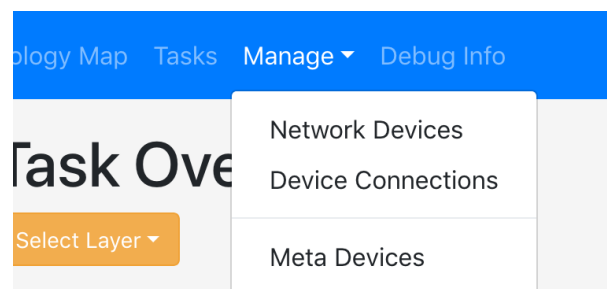 ology Map Tasks Manage Debug Info
Network Devices
Task Ove
Device Connections
Select Layer
Meta Devices